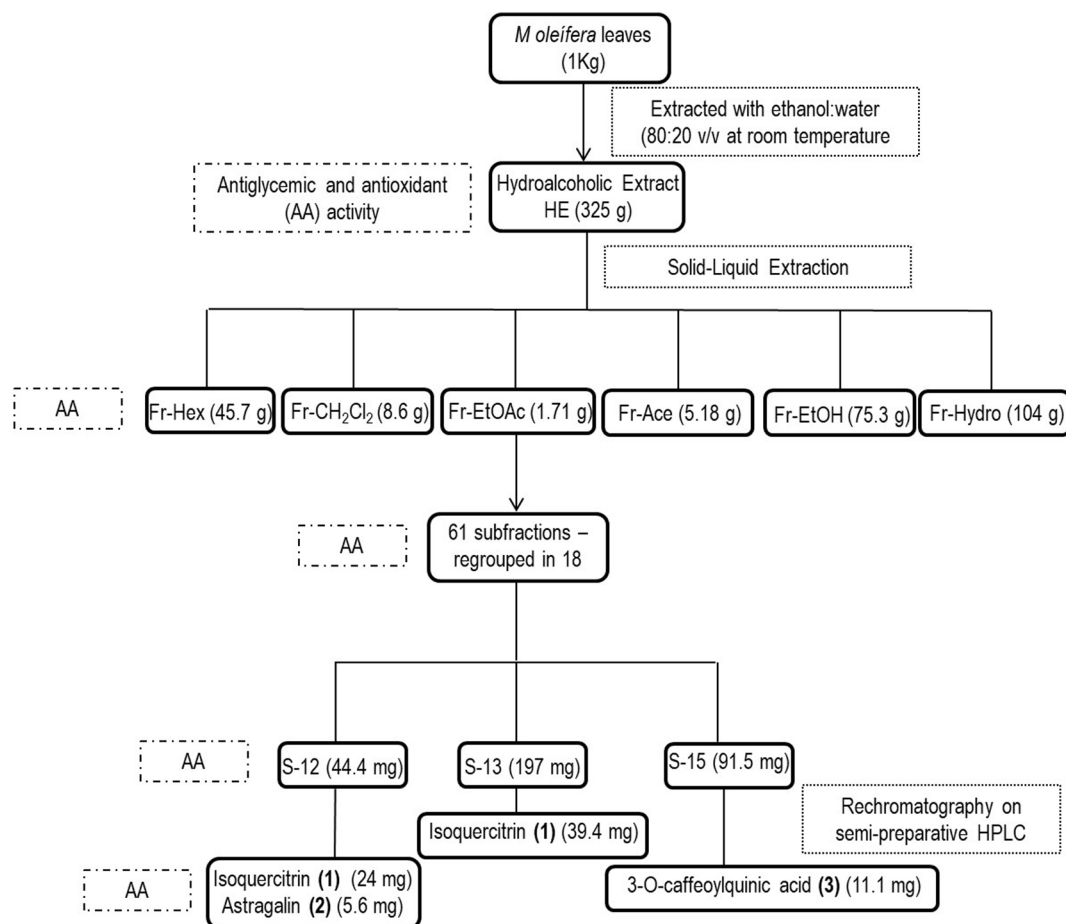 M oleífera leaves
(1Kg)
Extracted with ethanol:water
(80:20 v/v at room temperature
Antiglycemic and antioxidant
(AA) activity
Hydroalcoholic Extract
HE (325 g)
Solid-Liquid Extraction
AA
Fr-Hex (45.7 g)
Fr-CH₂Cl₂ (8.6 g)
Fr-EtOAc (1.71 g)
Fr-Ace (5.18 g)
Fr-EtOH (75.3 g)
Fr-Hydro (104 g)
AA
61 subfractions –
regrouped in 18
AA
S-12 (44.4 mg)
S-13 (197 mg)
S-15 (91.5 mg)
Rechromatography on
semi-preparative HPLC
Isoquercitrin (1) (39.4 mg)
AA
Isoquercitrin (1) (24 mg)
Astragalin (2) (5.6 mg)
3-O-caffeoylquinic acid (3) (11.1 mg)